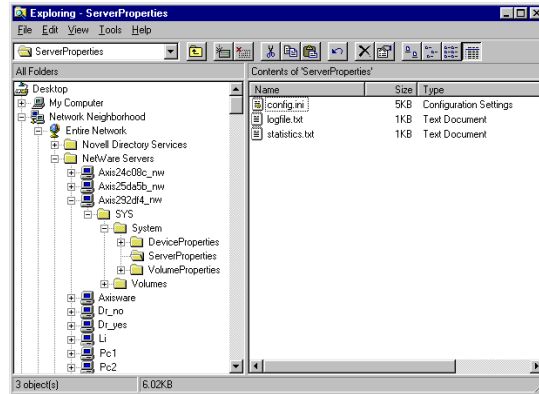 Exploring - ServerProperties
File Edit View Tools Help
ServerProperties
All Folders
Contents of 'ServerProperties'
Desktop
My Computer
Network Neighborhood
Entire Network
Novell Directory Services
NetWare Servers
Axis24c08c_nw
Axis25da5b_nw
Axis292df4_nw
SYS
System
DeviceProperties
ServerProperties
VolumeProperties
Volumes
Axisware
Dr_no
Dr_yes
Li
Pc1
Pc2
Name Size Type
config.ini 5KB Configuration Settings
logfile.txt 1KB Text Document
statistics.txt 1KB Text Document
3 object(s) 6.02KB